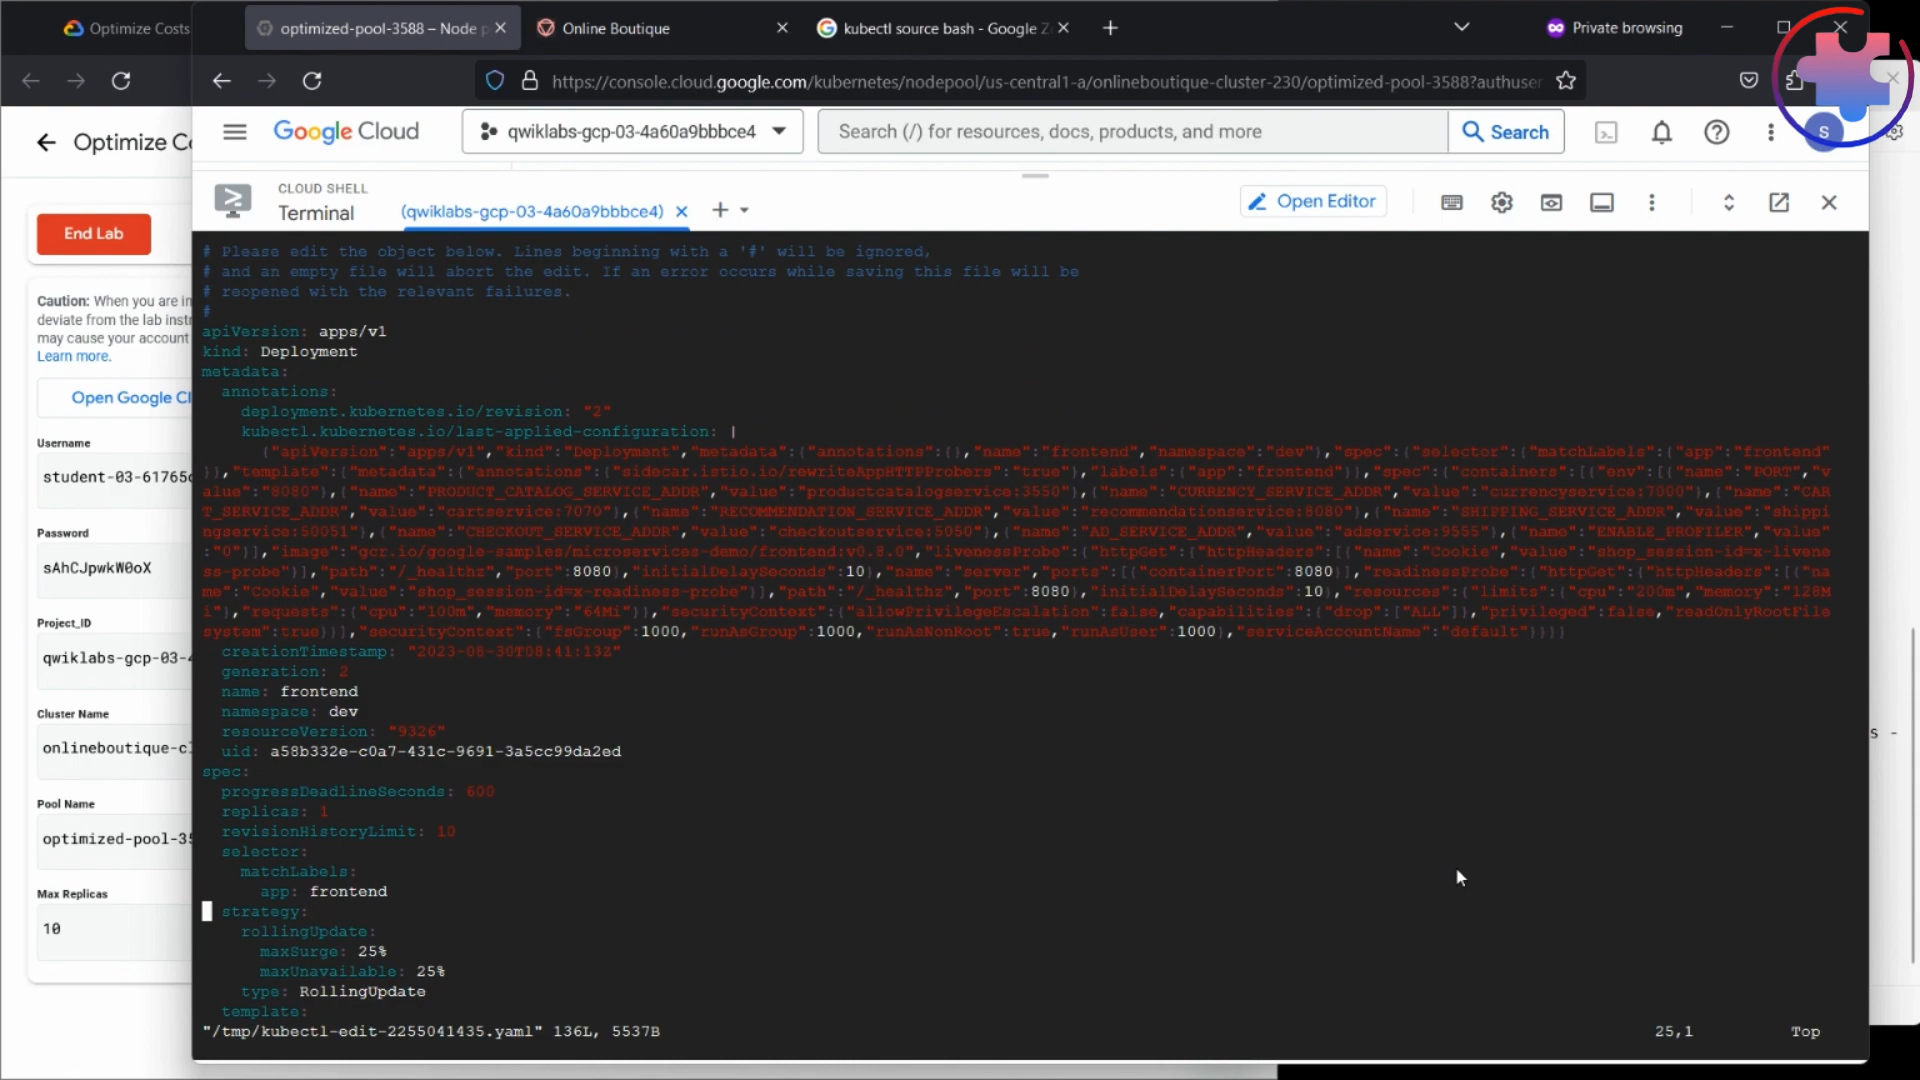 Optimize Costs
optimized-pool-3588 – Node p
Online Boutique
kubectl source bash - Google Z
Private browsing
https://console.cloud.google.com/kubernetes/nodepool/us-central1-a/onlineboutique-cluster-230/optimized-pool-3588?authuser
Google Cloud
qwiklabs-gcp-03-4a60a9bbbce4
Search (/) for resources, docs, products, and more
Search
S
Optimize Co
End Lab
Caution: When you are in
deviate from the lab instr
may cause your account
Learn more.
Open Google Cl
Username
student-03-61765c
Password
sAhCJpwkW0oX
Project_ID
qwiklabs-gcp-03-4
Cluster Name
onlineboutique-cl
Pool Name
optimized-pool-35
Max Replicas
10
CLOUD SHELL
Terminal
(qwiklabs-gcp-03-4a60a9bbbce4)
Open Editor
# Please edit the object below. Lines beginning with a '#' will be ignored,
# and an empty file will abort the edit. If an error occurs while saving this file will be
# reopened with the relevant failures.
#
apiVersion: apps/v1
kind: Deployment
metadata:
annotations:
deployment.kubernetes.io/revision: "2"
kubectl.kubernetes.io/last-applied-configuration: |
{"apiVersion":"apps/v1","kind":"Deployment","metadata":{"annotations":{},"name":"frontend","namespace":"dev"},"spec":{"selector":{"matchLabels":{"app":"frontend"
}},"template":{"metadata":{"annotations":{"sidecar.istio.io/rewriteAppHTTPProbers":"true"},"labels":{"app":"frontend"}},"spec":{"containers":[{"env":[{"name":"PORT","v
alue":"8080"},{"name":"PRODUCT_CATALOG_SERVICE_ADDR","value":"productcatalogservice:3550"},{"name":"CURRENCY_SERVICE_ADDR","value":"currencyservice:7000"},{"name":"CAR
T_SERVICE_ADDR","value":"cartservice:7070"},{"name":"RECOMMENDATION_SERVICE_ADDR","value":"recommendationservice:8080"},{"name":"SHIPPING_SERVICE_ADDR","value":"shippi
ngservice:50051"},{"name":"CHECKOUT_SERVICE_ADDR","value":"checkoutservice:5050"},{"name":"AD_SERVICE_ADDR","value":"adservice:9555"},{"name":"ENABLE_PROFILER","value"
:"0"}],"image":"gcr.io/google-samples/microservices-demo/frontend:v0.8.0","livenessProbe":{"httpGet":{"httpHeaders":[{"name":"Cookie","value":"shop_session-id=x-livene
ss-probe"}],"path":"/_healthz","port":8080},"initialDelaySeconds":10},"name":"server","ports":[{"containerPort":8080}],"readinessProbe":{"httpGet":{"httpHeaders":[{"na
me":"Cookie","value":"shop_session-id=x-readiness-probe"}],"path":"/_healthz","port":8080},"initialDelaySeconds":10},"resources":{"limits":{"cpu":"200m","memory":"128M
i"},"requests":{"cpu":"100m","memory":"64Mi"}},"securityContext":{"allowPrivilegeEscalation":false,"capabilities":{"drop":["ALL"]},"privileged":false,"readOnlyRootFile
system":true}}],"securityContext":{"fsGroup":1000,"runAsGroup":1000,"runAsNonRoot":true,"runAsUser":1000},"serviceAccountName":"default"}}}}
creationTimestamp: "2023-08-30T08:41:13Z"
generation: 2
name: frontend
namespace: dev
resourceVersion: "9326"
uid: a58b332e-c0a7-431c-9691-3a5cc99da2ed
spec:
progressDeadlineSeconds: 600
replicas: 1
revisionHistoryLimit: 10
selector:
matchLabels:
app: frontend
strategy:
rollingUpdate:
maxSurge: 25%
maxUnavailable: 25%
type: RollingUpdate
template:
"/tmp/kubectl-edit-2255041435.yaml" 136L, 5537B
25,1
Top
s -